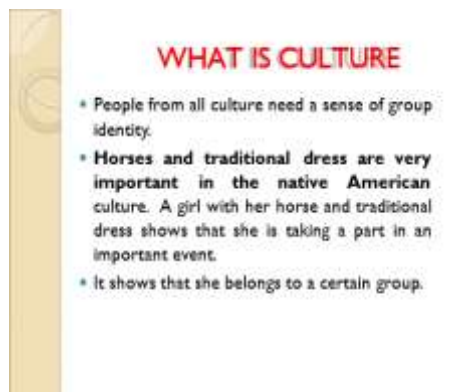 WHAT IS CULTURE
• People from all culture need a sense of group
identity.
• Horses and traditional dress are very
important in the native American
culture. A girl with her horse and traditional
dress shows that she is taking a part in an
important event.
• It shows that she belongs to a certain group.